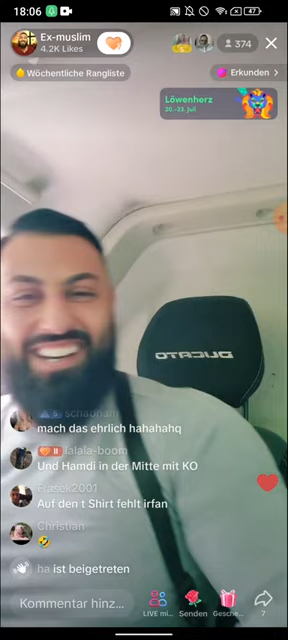 18:06
47
Ex-muslim
4.2K Likes
374
Wöchentliche Rangliste
Erkunden
Löwenherz
20.-23. Juli
DUCATO
schabnam
mach das ehrlich hahahahq
lalala-boom
Und Hamdi in der Mitte mit KO
Frasek2001
Auf den t Shirt fehlt irfan
Christian
ha ist beigetreten
Kommentar hinz...
LIVE mi...
Senden
Gesche...
7